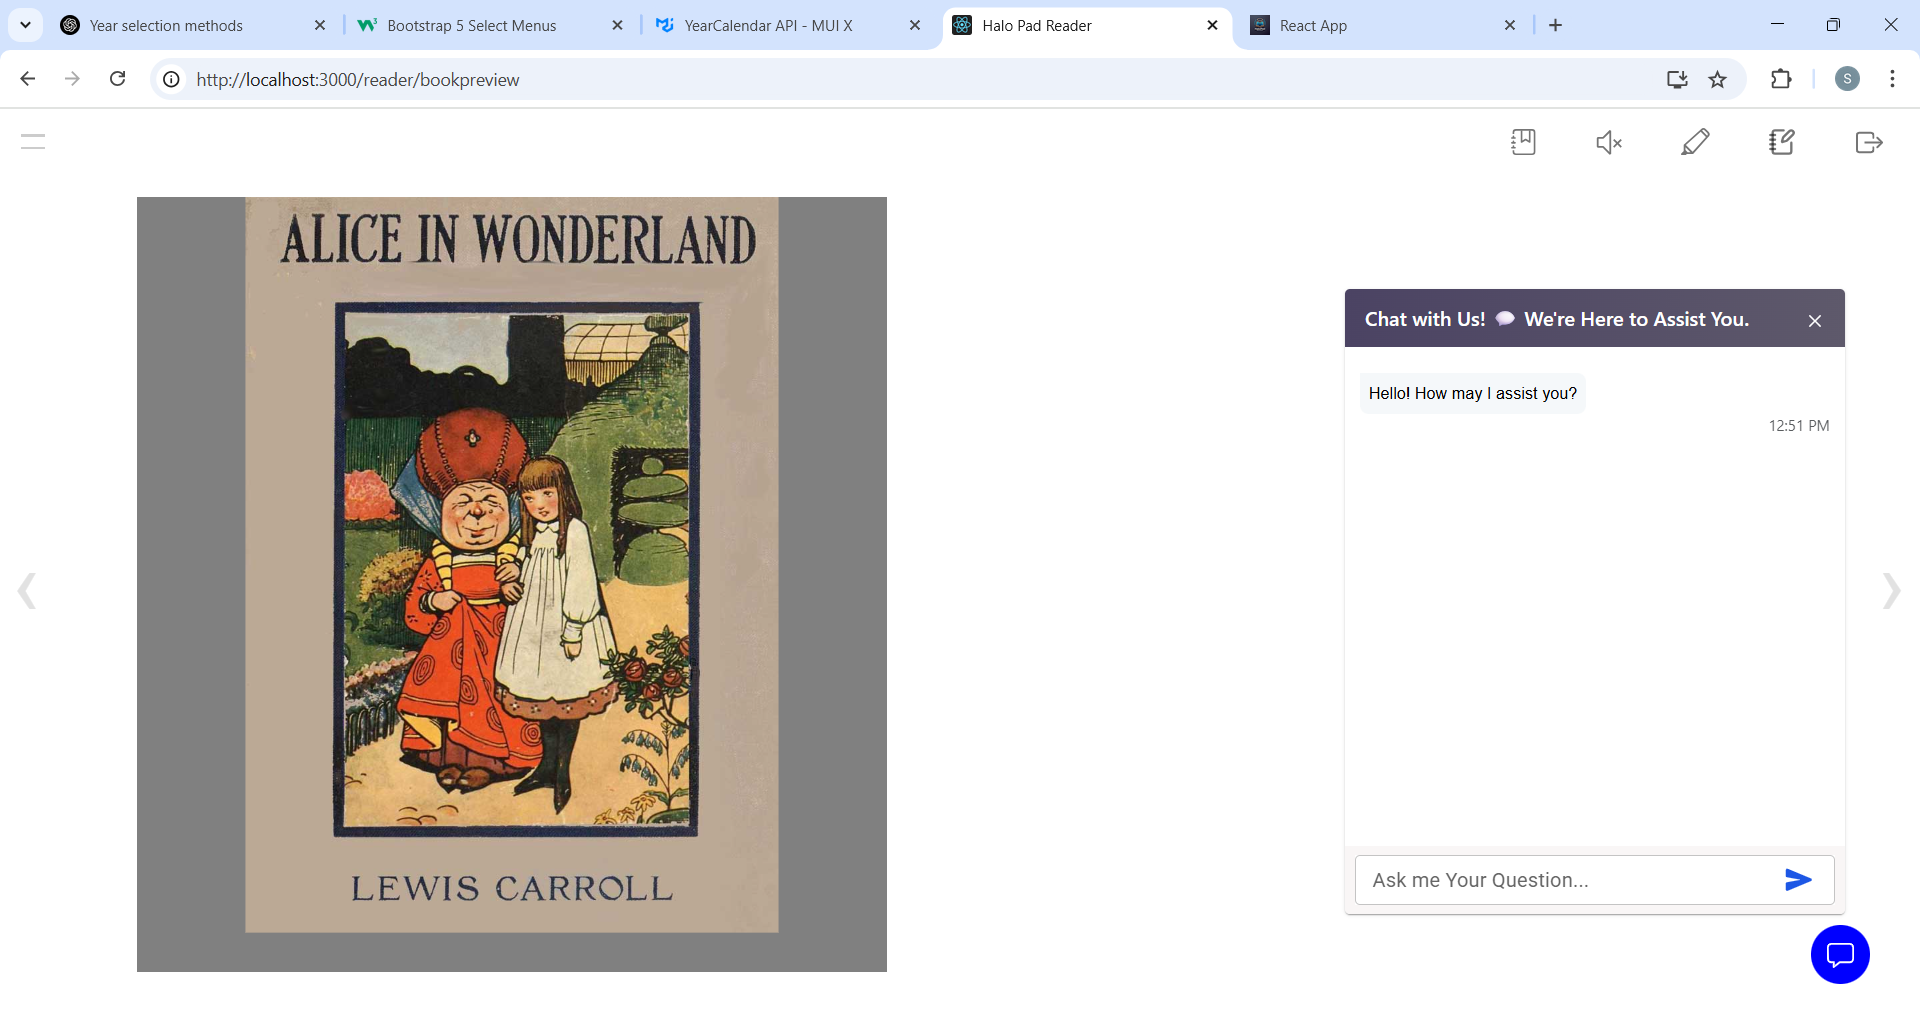 Year selection methods
Bootstrap 5 Select Menus
YearCalendar API - MUI X
Halo Pad Reader
React App
http://localhost:3000/reader/bookpreview
S
ALICE IN WONDERLAND
LEWIS CARROLL
Chat with Us! 💬 We're Here to Assist You.
Hello! How may I assist you?
12:51 PM
Ask me Your Question...